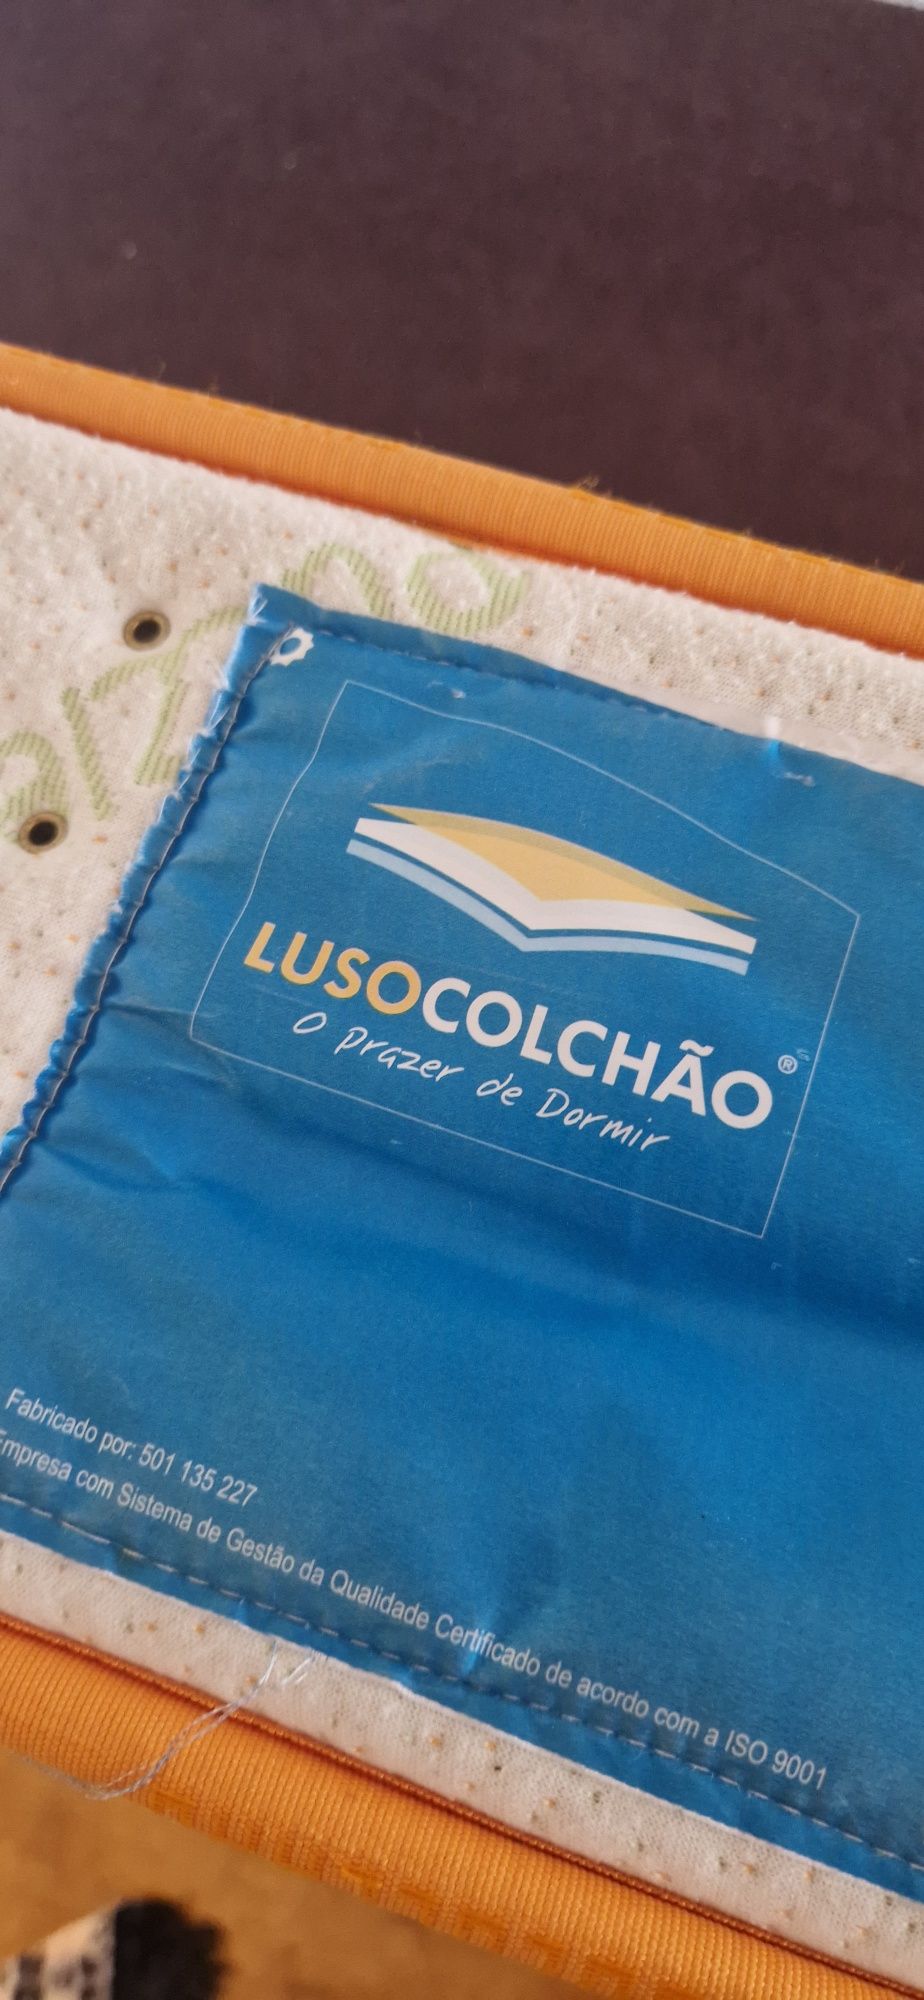 LUSOCOLCHÃO®
O prazer de Dormir
Fabricado por: 501 135 227
Empresa com Sistema de Gestão da Qualidade Certificado de acordo com a ISO 9001